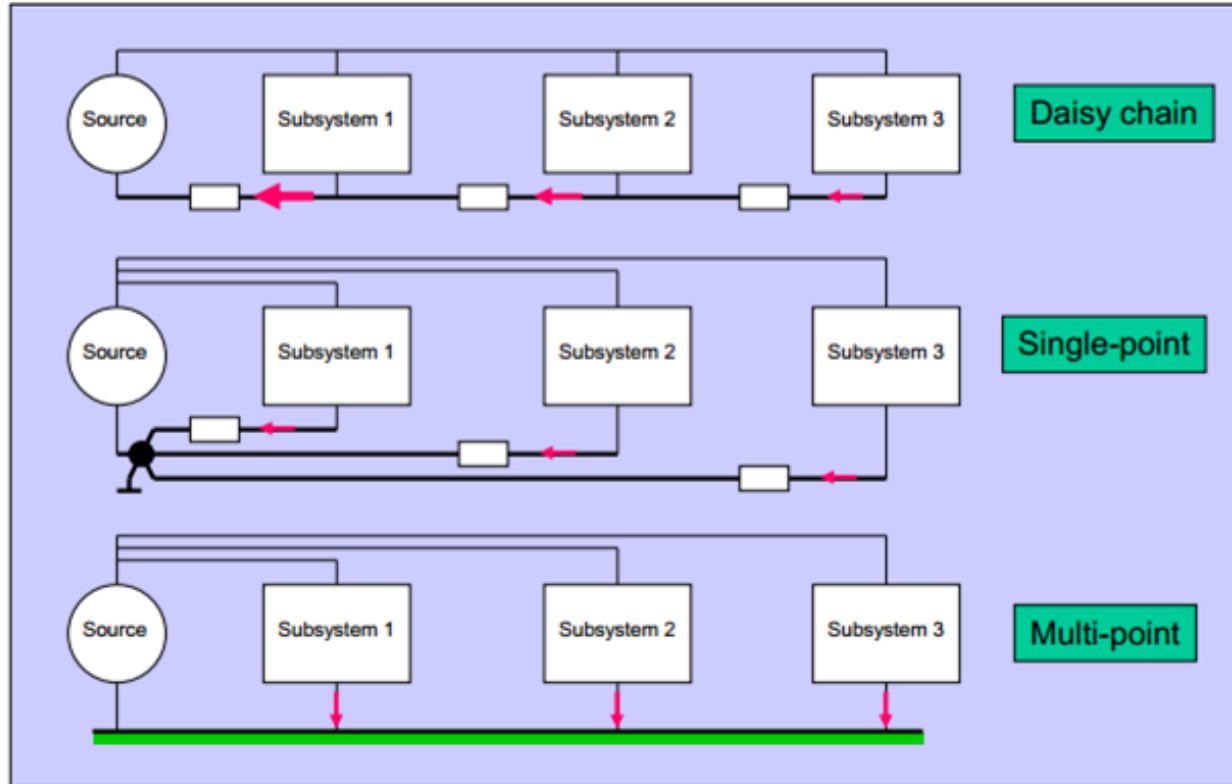 Source
Subsystem 1
Subsystem 2
Subsystem 3
Daisy chain
Source
Subsystem 1
Subsystem 2
Subsystem 3
Single-point
Source
Subsystem 1
Subsystem 2
Subsystem 3
Multi-point